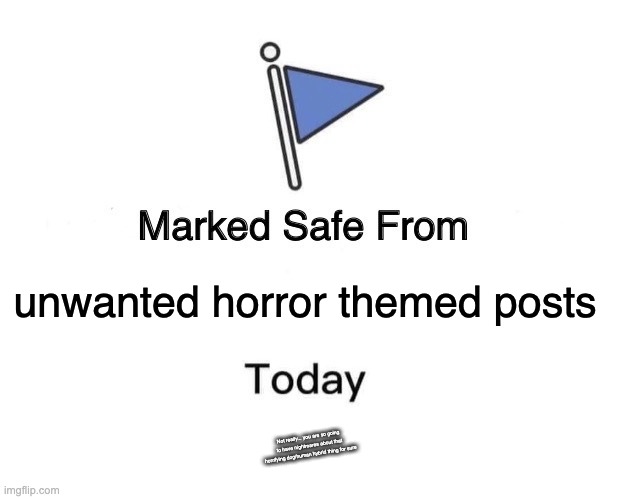 Marked Safe From
unwanted horror themed posts
Today
Not really... you are so going
to have nightmares about that
horrifying dog/human hybrid thing for sure
imgflip.com